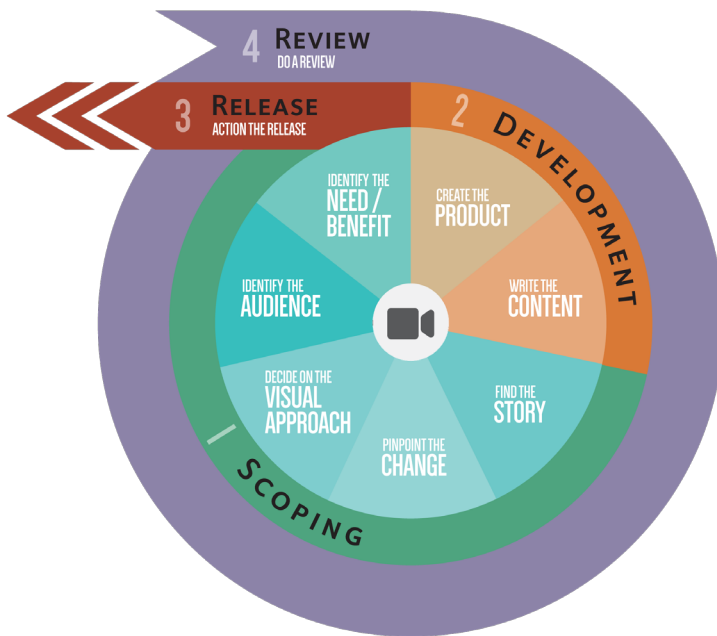 4 REVIEW
DO A REVIEW
3 RELEASE
ACTION THE RELEASE
2 DEVELOPMENT
CREATE THE
PRODUCT
WRITE THE
CONTENT
1 SCOPING
IDENTIFY THE
NEED /
BENEFIT
IDENTIFY THE
AUDIENCE
DECIDE ON THE
VISUAL
APPROACH
PINPOINT THE
CHANGE
FIND THE
STORY